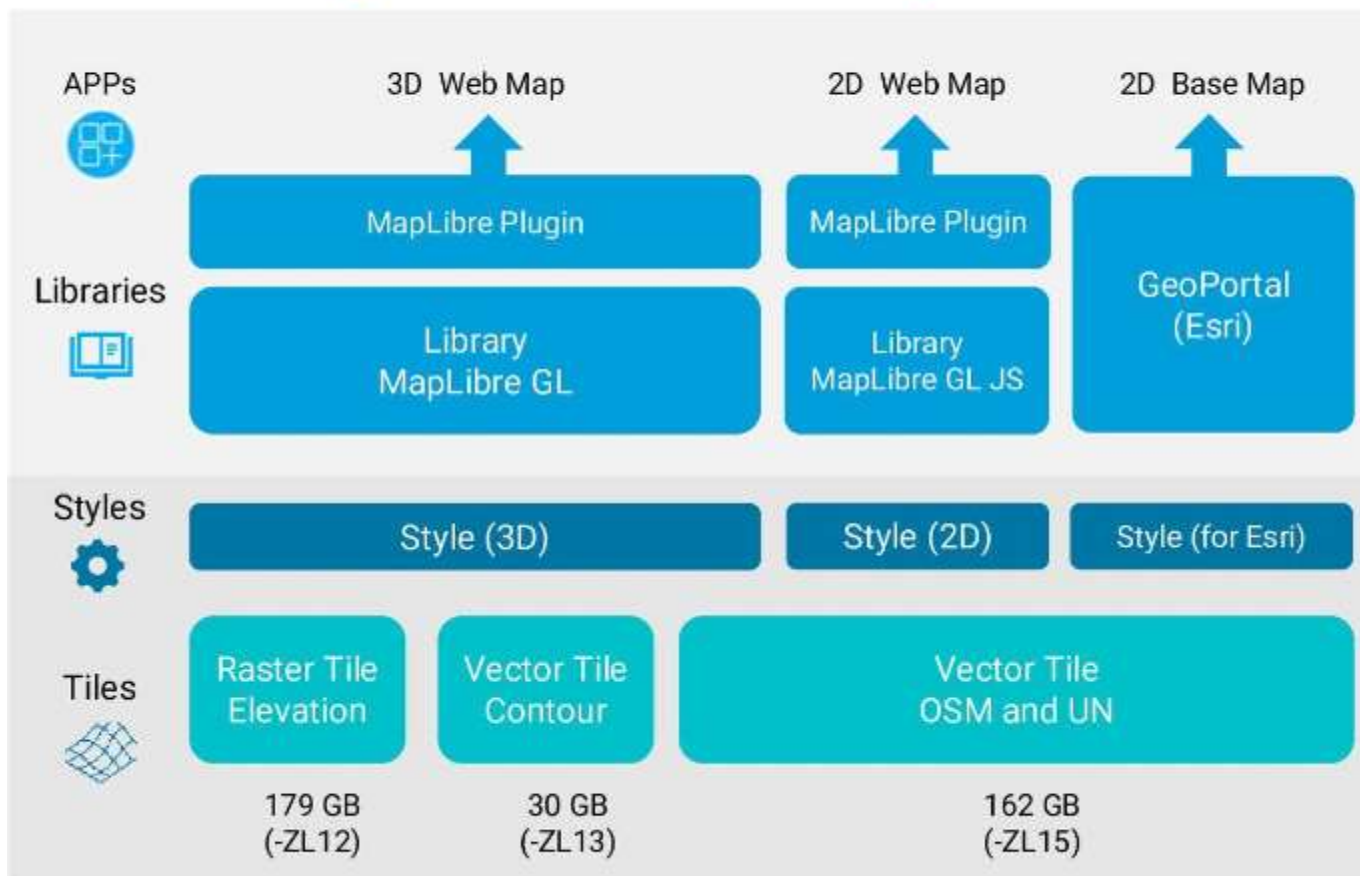 APPs
3D Web Map
2D Web Map
2D Base Map
MapLibre Plugin
MapLibre Plugin
GeoPortal
(Esri)
Libraries
Library
MapLibre GL
Library
MapLibre GL JS
Styles
Style (3D)
Style (2D)
Style (for Esri)
Tiles
Raster Tile
Elevation
Vector Tile
Contour
Vector Tile
OSM and UN
179 GB
(-ZL12)
30 GB
(-ZL13)
162 GB
(-ZL15)